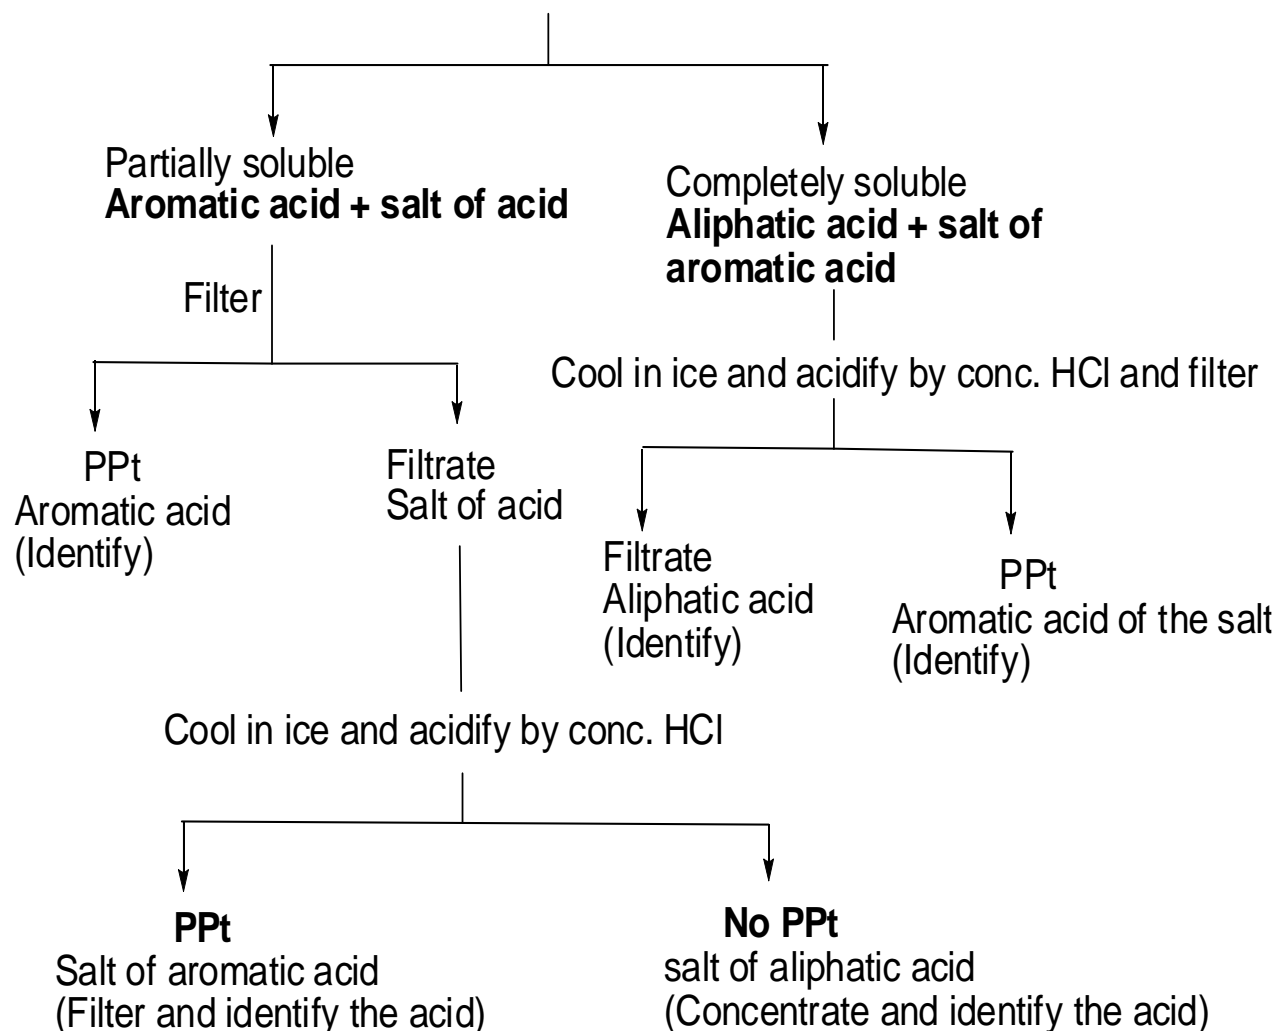 Partially soluble
Aromatic acid + salt of acid
Completely soluble
Aliphatic acid + salt of
aromatic acid
Filter
Cool in ice and acidify by conc. HCl and filter
PPt
Aromatic acid
(Identify)
Filtrate
Salt of acid
Filtrate
Aliphatic acid
(Identify)
PPt
Aromatic acid of the salt
(Identify)
Cool in ice and acidify by conc. HCl
PPt
Salt of aromatic acid
(Filter and identify the acid)
No PPt
salt of aliphatic acid
(Concentrate and identify the acid)